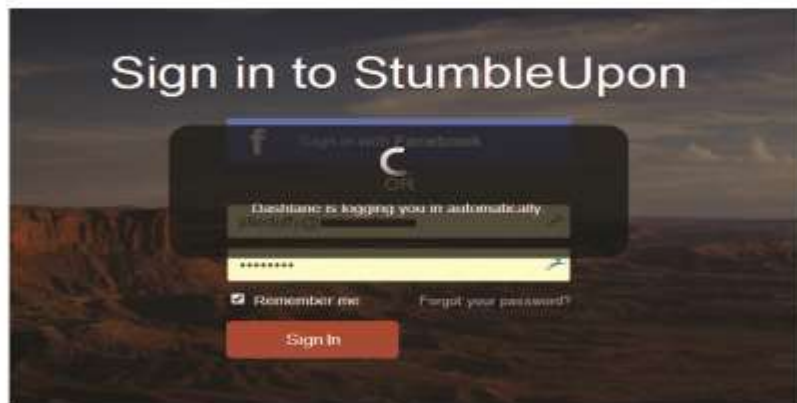 Sign in to StumbleUpon
f Sign in with Facebook
OR
Dashlane is logging you in automatically
••••••••
Remember me Forgot your password?
Sign In